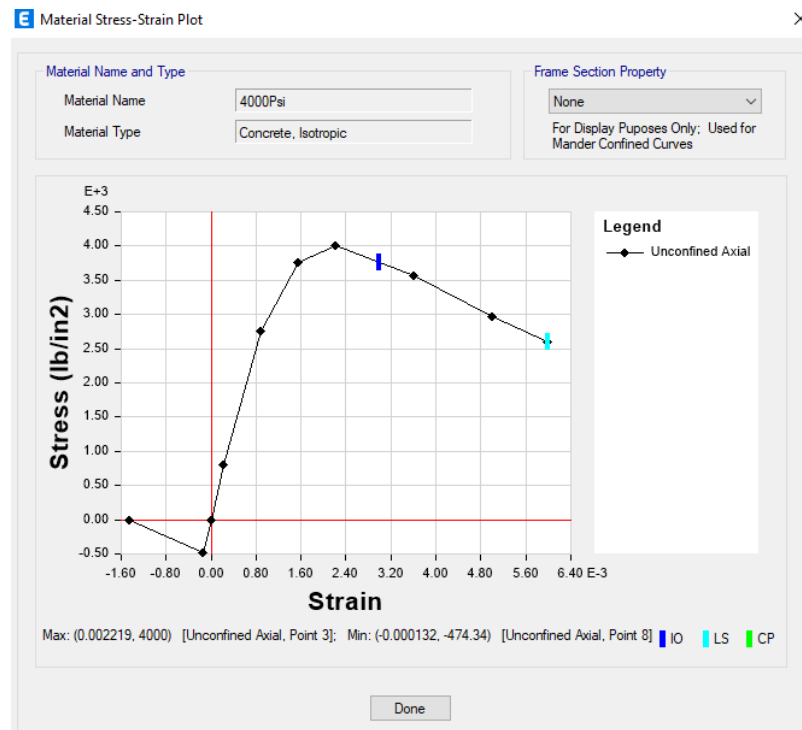 E Material Stress-Strain Plot
Material Name and Type
Material Name 4000Psi
Material Type Concrete, Isotropic
Frame Section Property
None
For Display Puposes Only; Used for
Mander Confined Curves
E+3
4.50
4.00
3.50
3.00
2.50
2.00
1.50
1.00
0.50
0.00
-0.50
Stress (lb/in2)
-1.60 -0.80 0.00 0.80 1.60 2.40 3.20 4.00 4.80 5.60 6.40 E-3
Strain
Legend
Unconfined Axial
Max: (0.002219, 4000) [Unconfined Axial, Point 3]; Min: (-0.000132, -474.34) [Unconfined Axial, Point 8] IO LS CP
Done